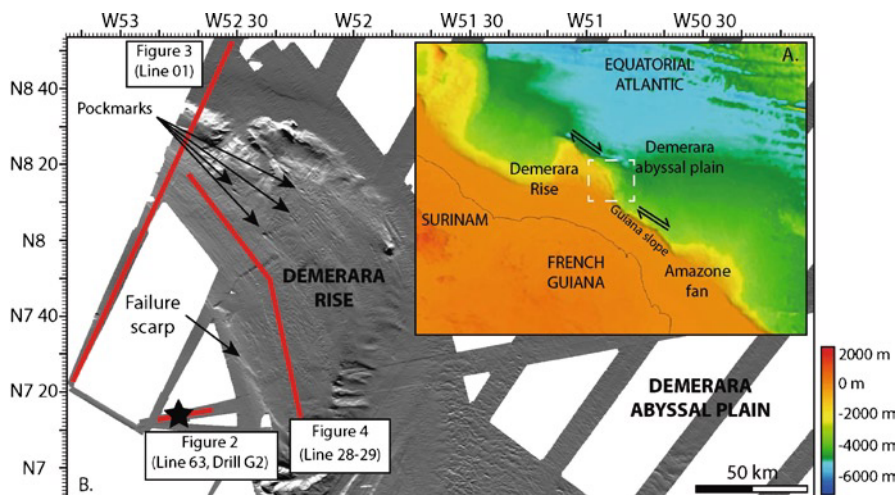 W53 W52 30 W52 W51 30 W51 W50 30
N8 40
N8 20
N8
N7 40
N7 20
N7
Figure 3
(Line 01)
Pockmarks
DEMERARA
RISE
Failure
scarp
Figure 2
(Line 63, Drill G2)
Figure 4
(Line 28-29)
B.
A.
EQUATORIAL
ATLANTIC
Demerara
abyssal plain
Demerara
Rise
SURINAM
Guiana slope
FRENCH
GUIANA
Amazone
fan
DEMERARA
ABYSSAL PLAIN
50 km
2000 m
0 m
-2000 m
-4000 m
-6000 m